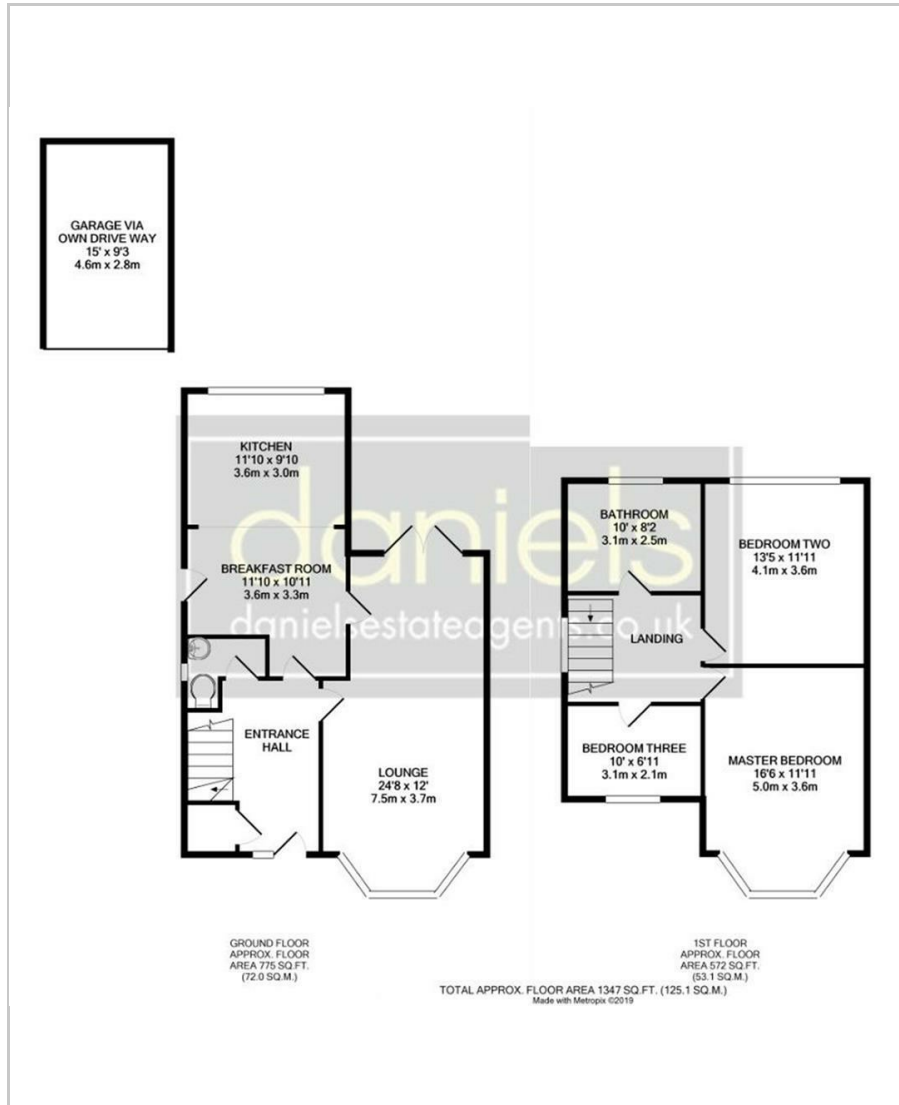 GARAGE VIA
OWN DRIVE WAY
15' x 9'3
4.6m x 2.8m
KITCHEN
11'10 x 9'10
3.6m x 3.0m
daniels
BREAKFAST ROOM
11'10 x 10'11
3.6m x 3.3m
danielsestateagents.co.uk
ENTRANCE
HALL
LOUNGE
24'8 x 12'
7.5m x 3.7m
BATHROOM
10' x 8'2
3.1m x 2.5m
BEDROOM TWO
13'5 x 11'11
4.1m x 3.6m
LANDING
BEDROOM THREE
10' x 6'11
3.1m x 2.1m
MASTER BEDROOM
16'6 x 11'11
5.0m x 3.6m
GROUND FLOOR
APPROX. FLOOR
AREA 775 SQ.FT.
(72.0 SQ.M.)
1ST FLOOR
APPROX. FLOOR
AREA 572 SQ.FT.
(53.1 SQ.M.)
TOTAL APPROX. FLOOR AREA 1347 SQ.FT. (125.1 SQ.M.)
Made with Metropix ©2019